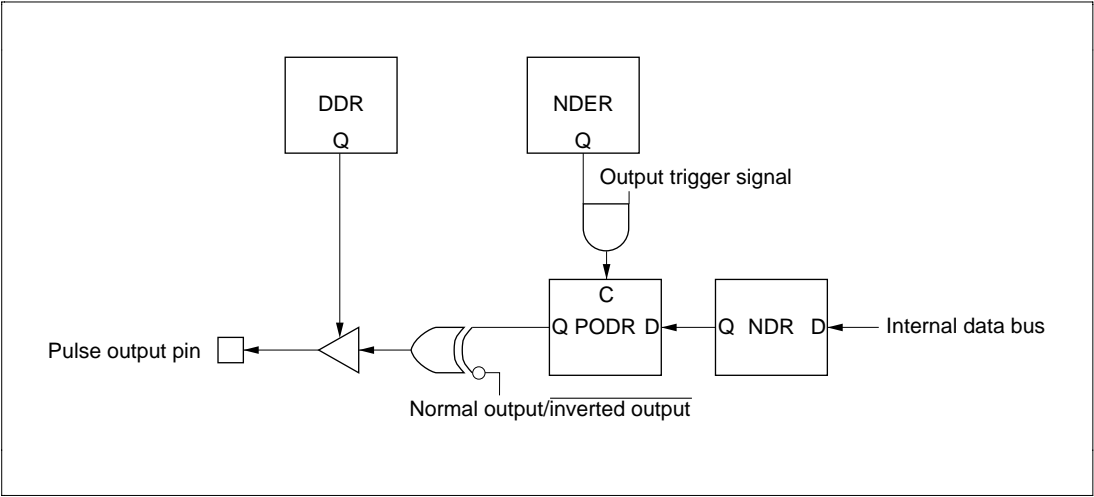 DDR
Q
NDER
Q
Output trigger signal
C
Q PODR D
Q NDR D
Internal data bus
Pulse output pin
Normal output/inverted output